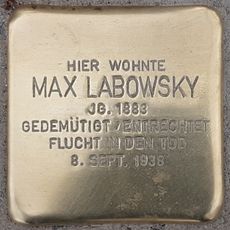 HIER WOHNTE
MAX LABOWSKY
JG. 1883
GEDEMÜTIGT / ENTRECHTET
FLUCHT IN DEN TOD
8. SEPT. 1938